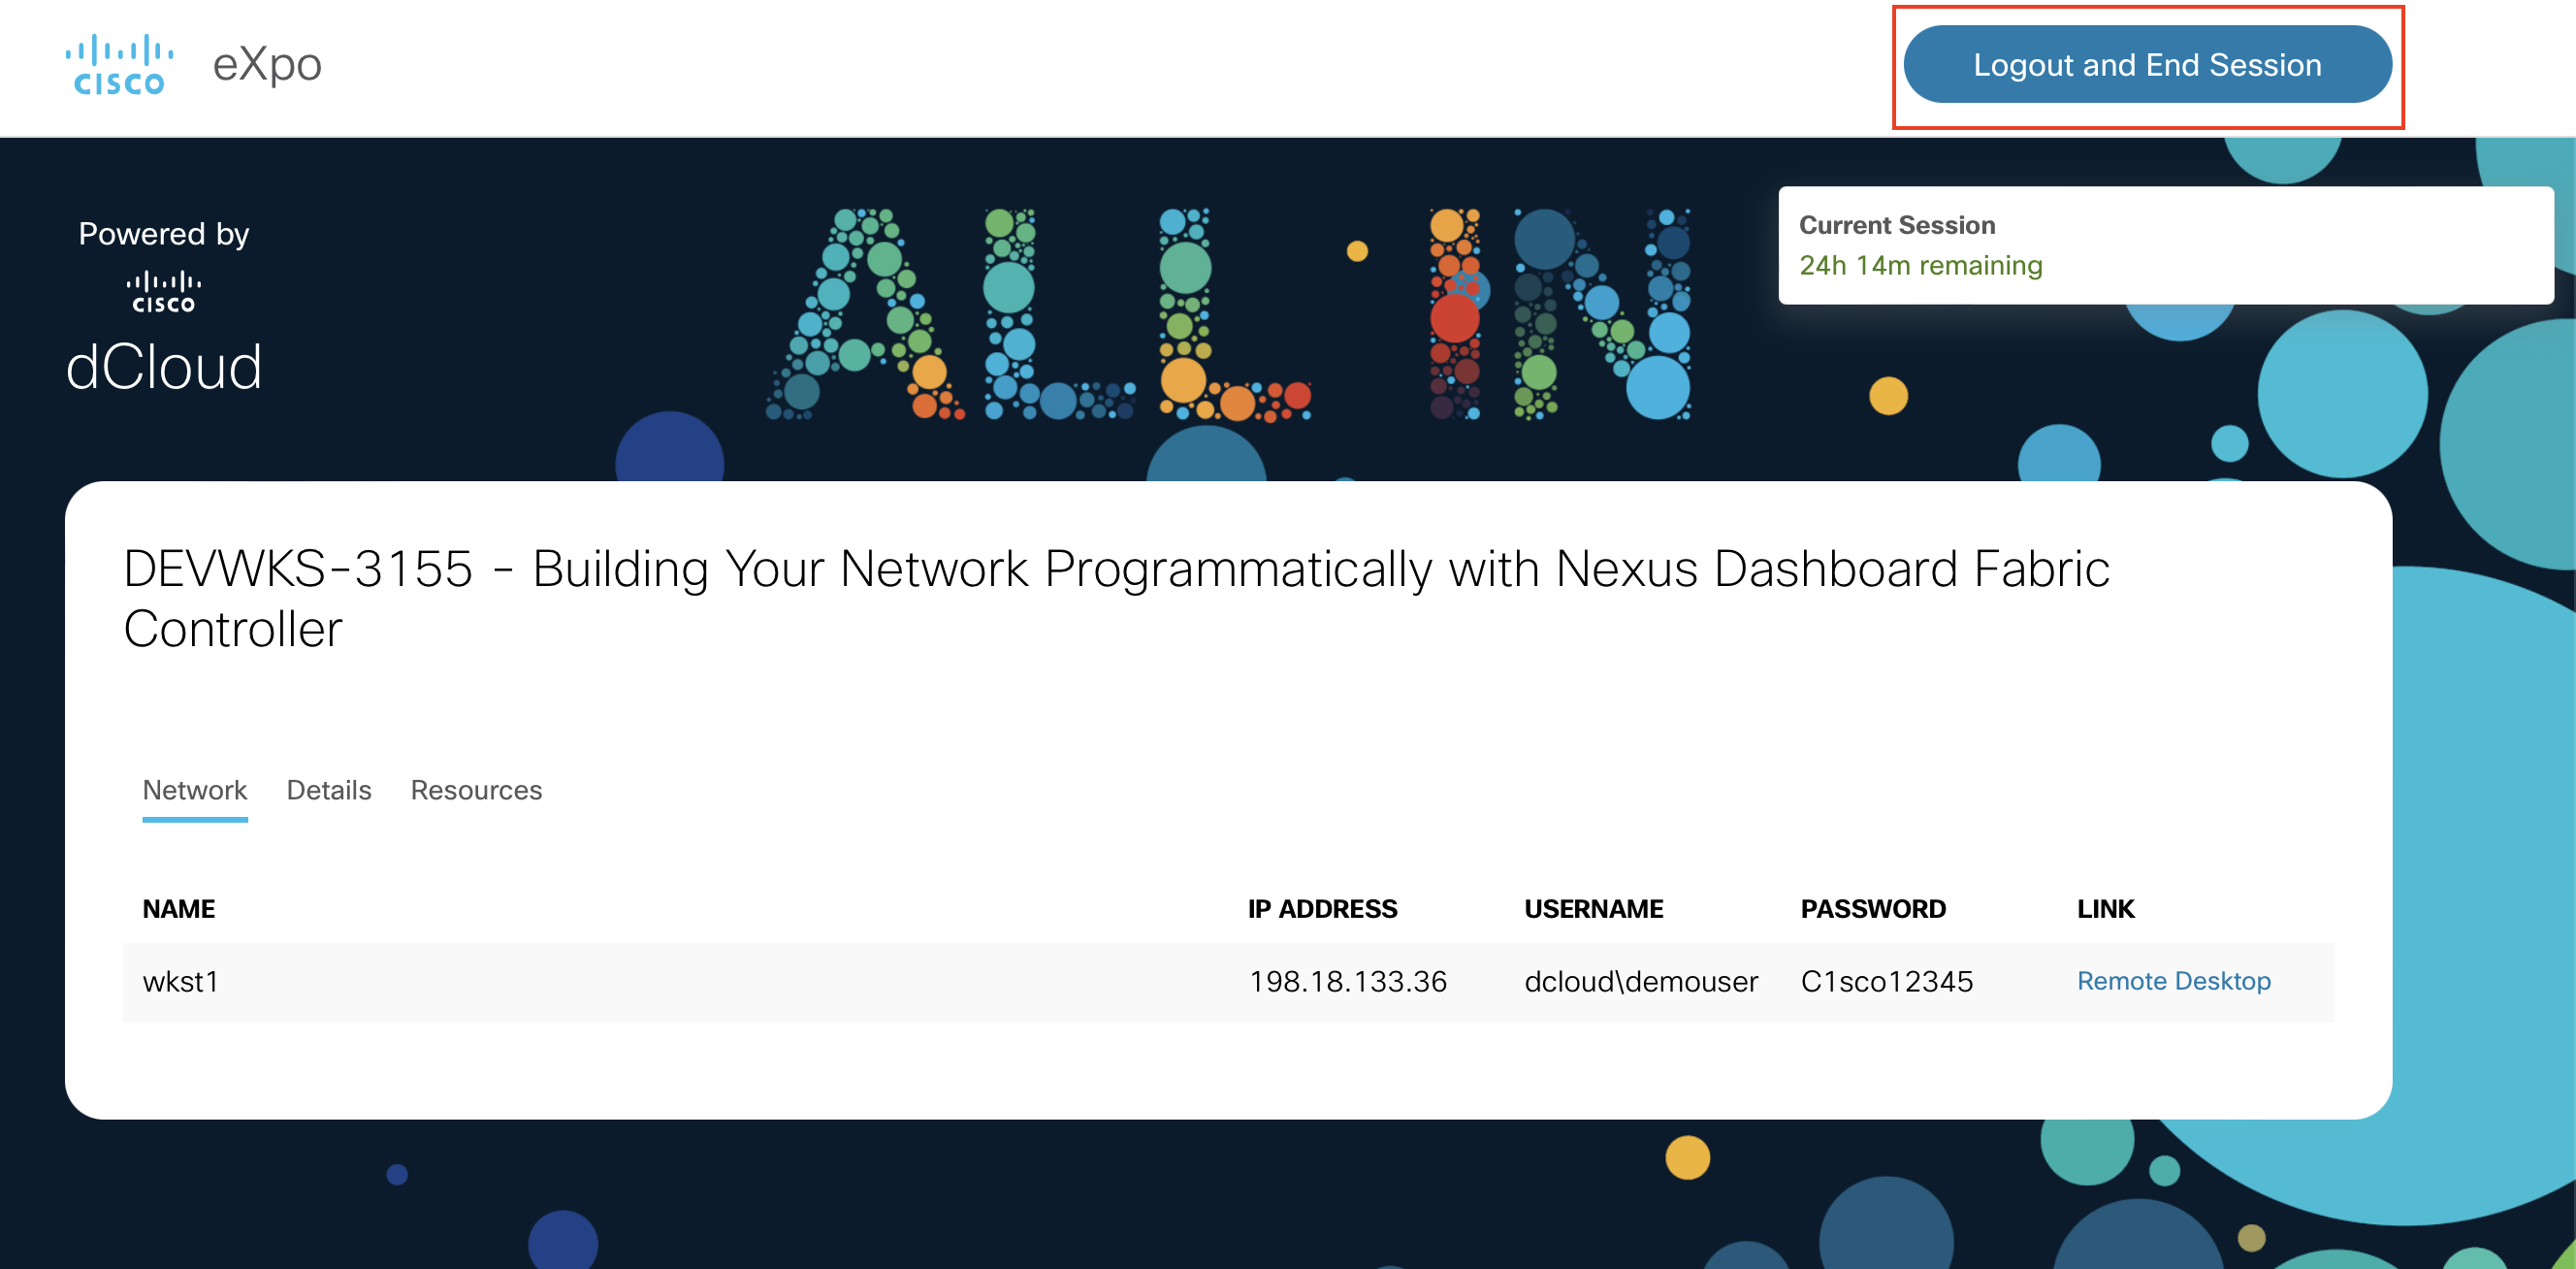 CISCO
eXpo
Logout and End Session
Powered by
CISCO
dCloud
ALL IN
Current Session
24h 14m remaining
DEVWKS-3155 - Building Your Network Programmatically with Nexus Dashboard Fabric
Controller
Network Details Resources
NAME IP ADDRESS USERNAME PASSWORD LINK
wkst1 198.18.133.36 dcloud\demouser C1sco12345 Remote Desktop